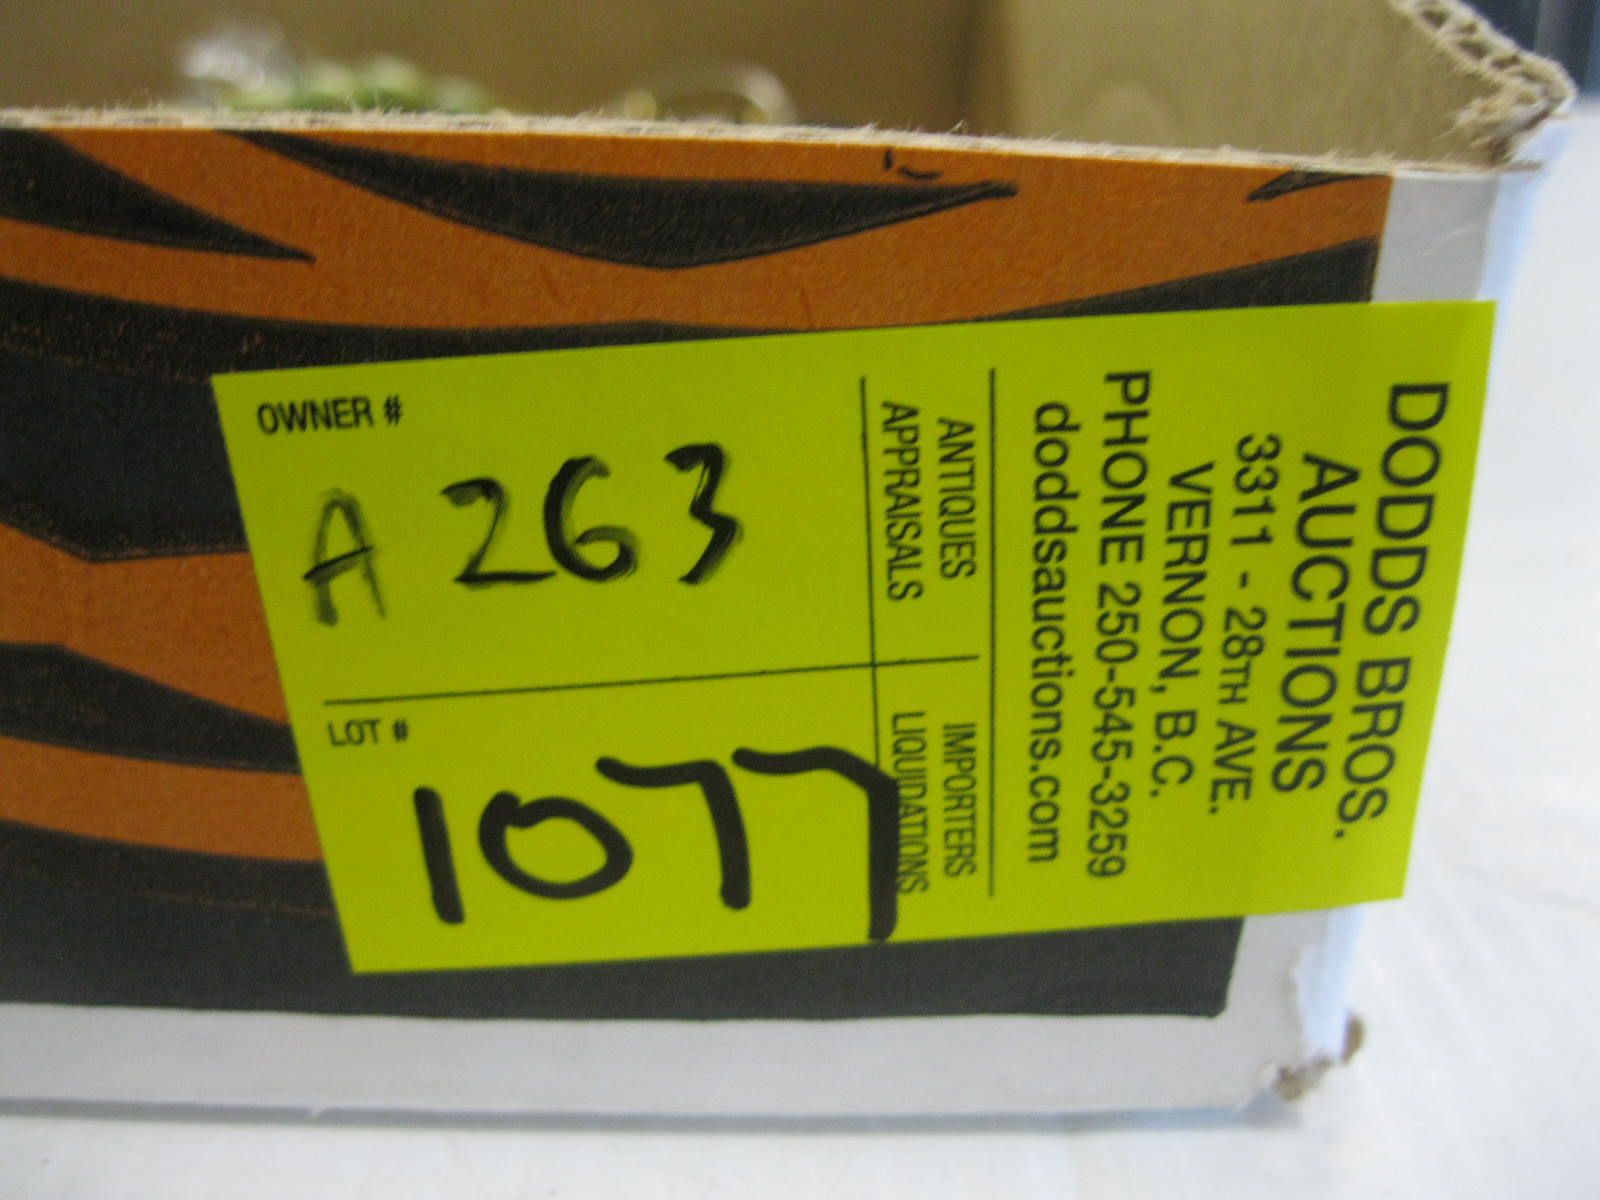 OWNER #
A 263
LOT #
1077
ANTIQUES
APPRAISALS
IMPORTERS
LIQUIDATIONS
DODDS BROS.
AUCTIONS
3311 - 28TH AVE.
VERNON, B.C.
PHONE 250-545-3259
doddsauctions.com